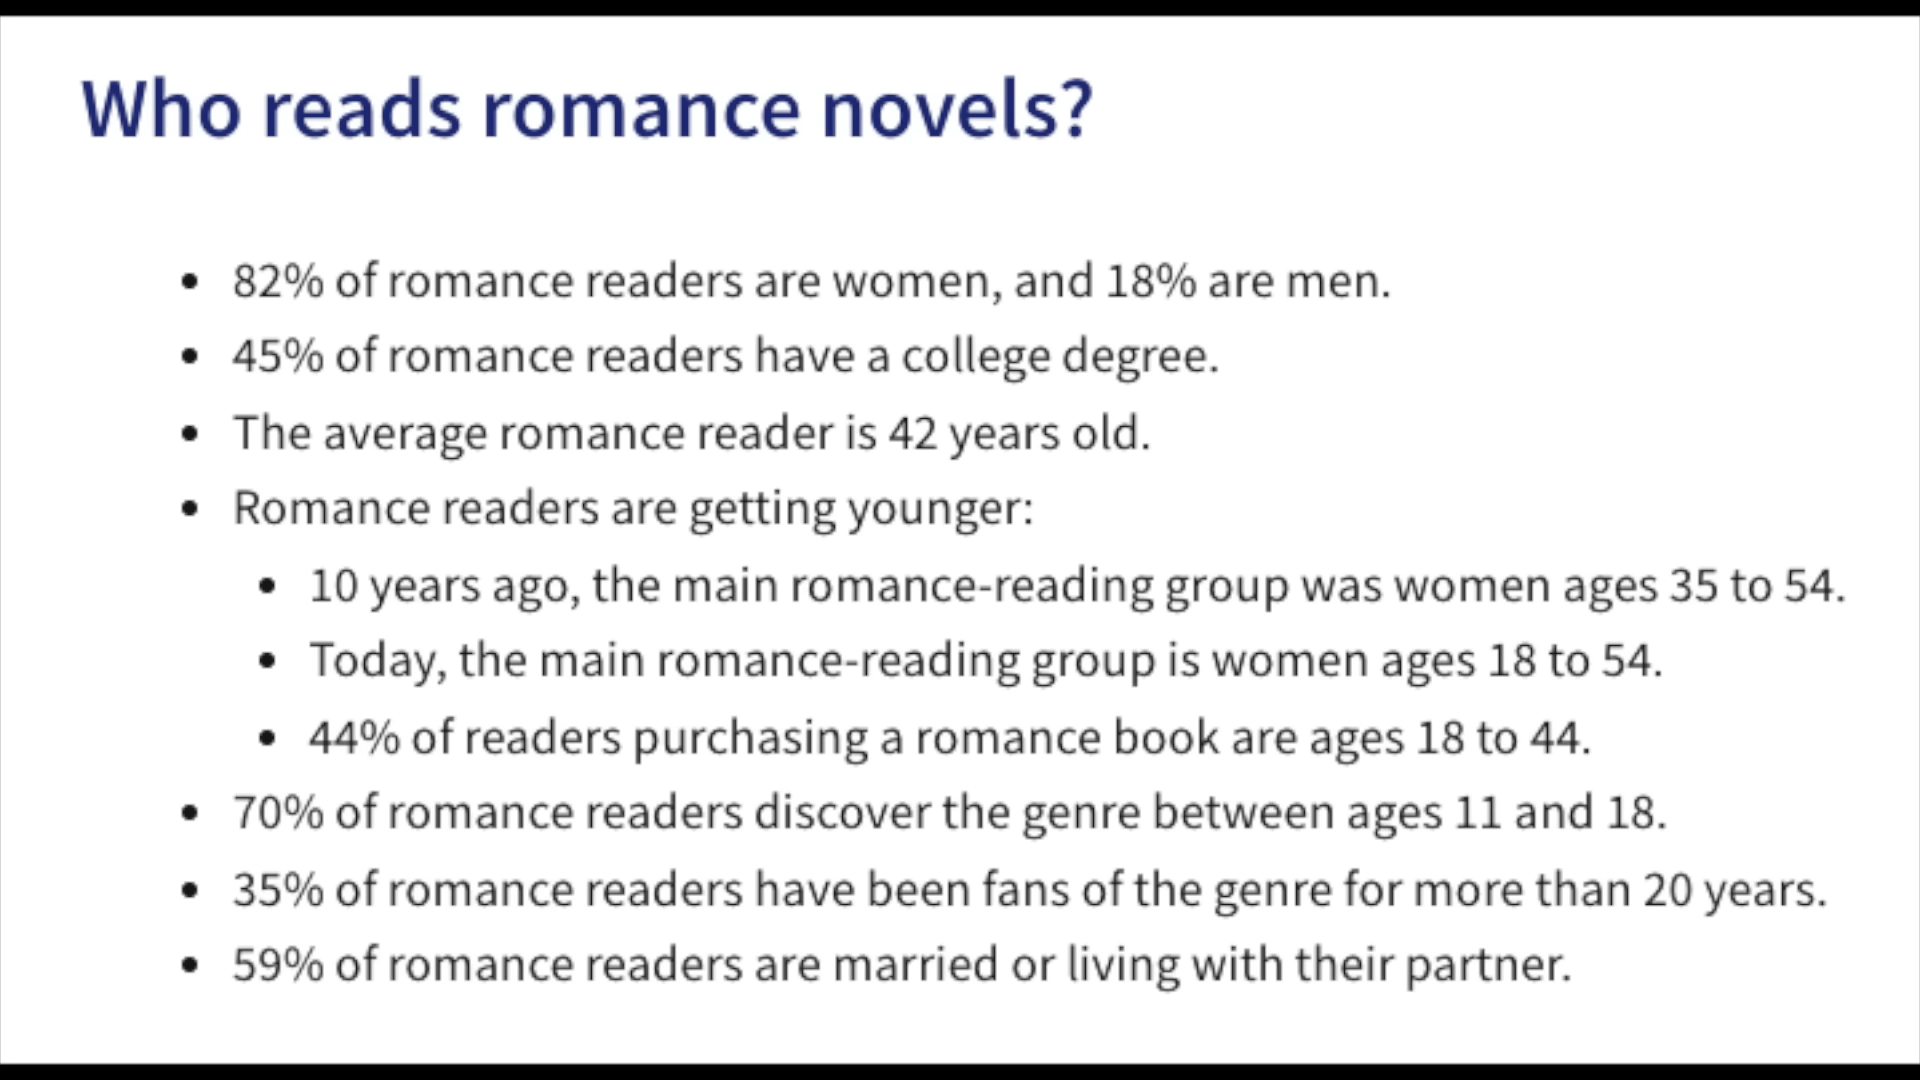 Who reads romance novels?
• 82% of romance readers are women, and 18% are men.
• 45% of romance readers have a college degree.
• The average romance reader is 42 years old.
• Romance readers are getting younger:
• 10 years ago, the main romance-reading group was women ages 35 to 54.
• Today, the main romance-reading group is women ages 18 to 54.
• 44% of readers purchasing a romance book are ages 18 to 44.
• 70% of romance readers discover the genre between ages 11 and 18.
• 35% of romance readers have been fans of the genre for more than 20 years.
• 59% of romance readers are married or living with their partner.